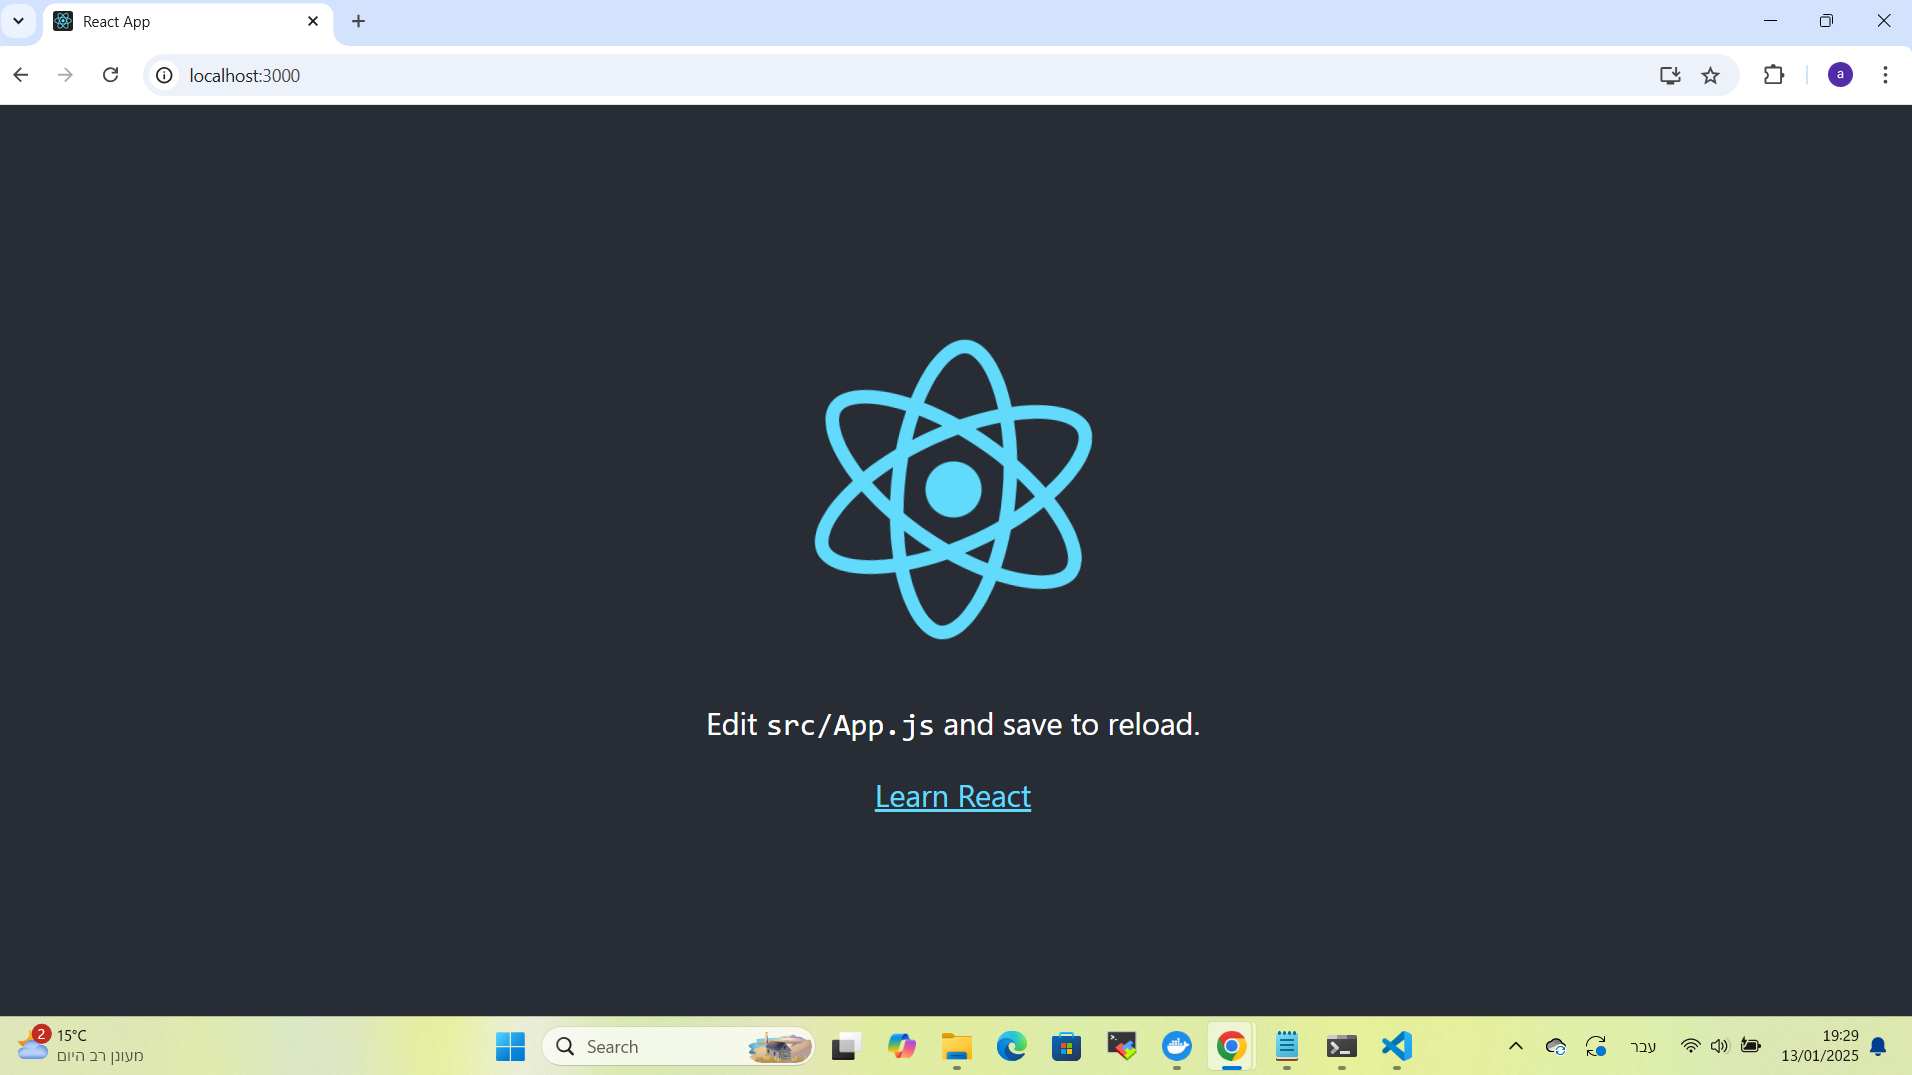 React App
localhost:3000
a
Edit src/App.js and save to reload.
Learn React
2
15°C
מעונן רב היום
Search
עבר
19:29
13/01/2025